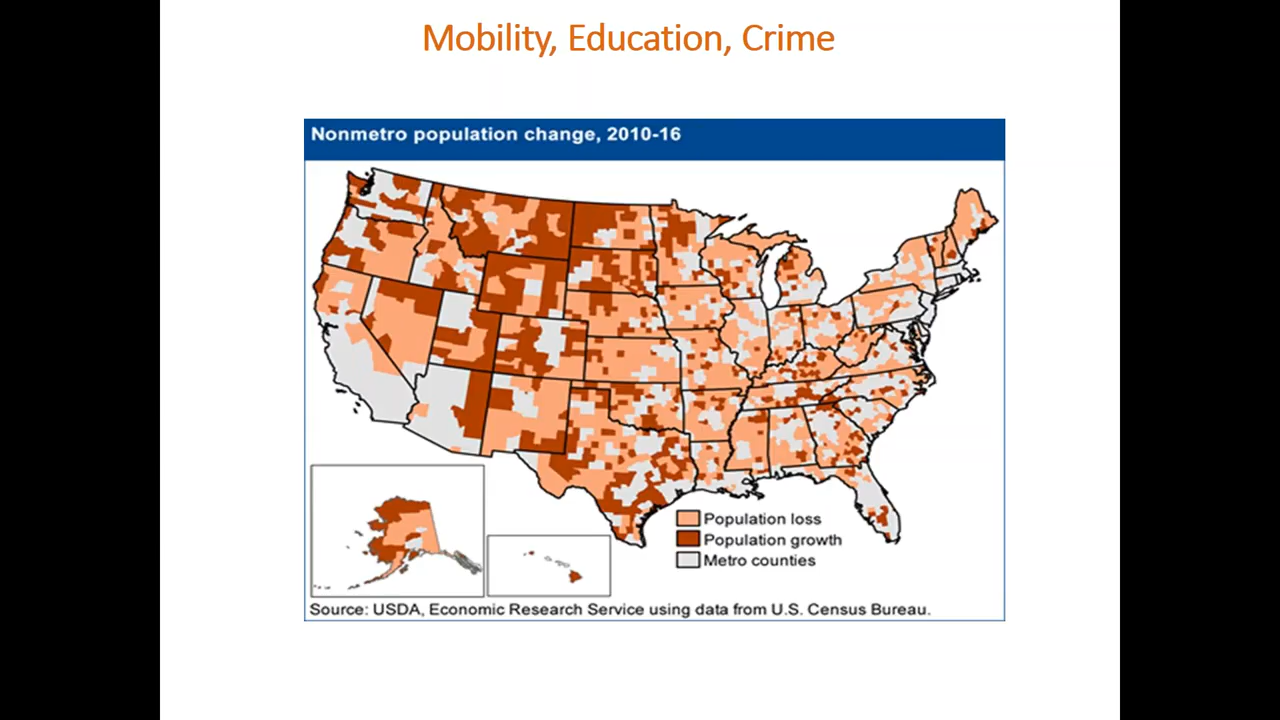 Mobility, Education, Crime
Nonmetro population change, 2010-16
Population loss
Population growth
Metro counties
Source: USDA, Economic Research Service using data from U.S. Census Bureau.